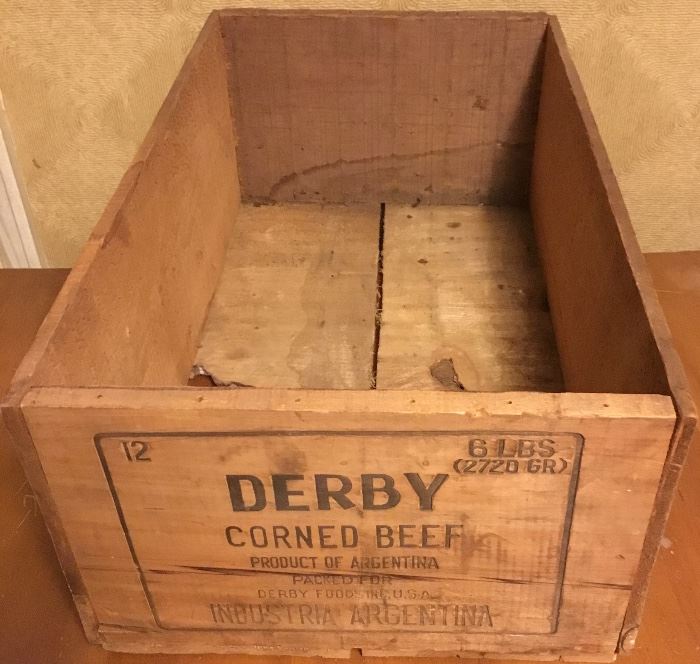 12
6 LBS
(2720 GR)
DERBY
CORNED BEEF
PRODUCT OF ARGENTINA
PACKED FOR
DERBY FOODS INC. U.S.A.
INDUSTRIA ARGENTINA